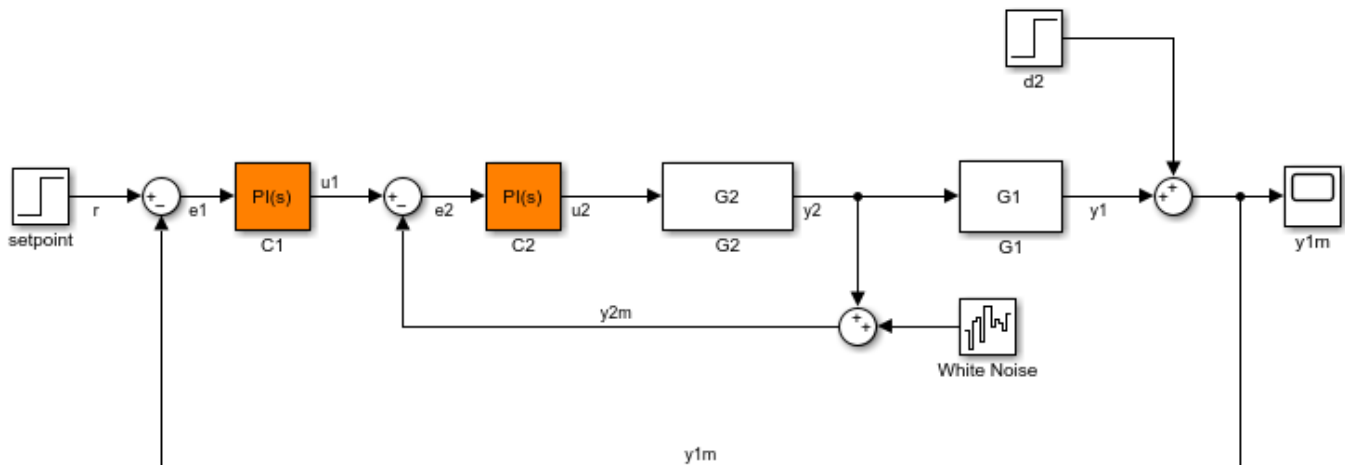 d2
PI(s)
u1
PI(s)
G2
G1
r
e1
e2
u2
y2
y1
setpoint
C1
C2
G2
G1
y1m
y2m
White Noise
y1m